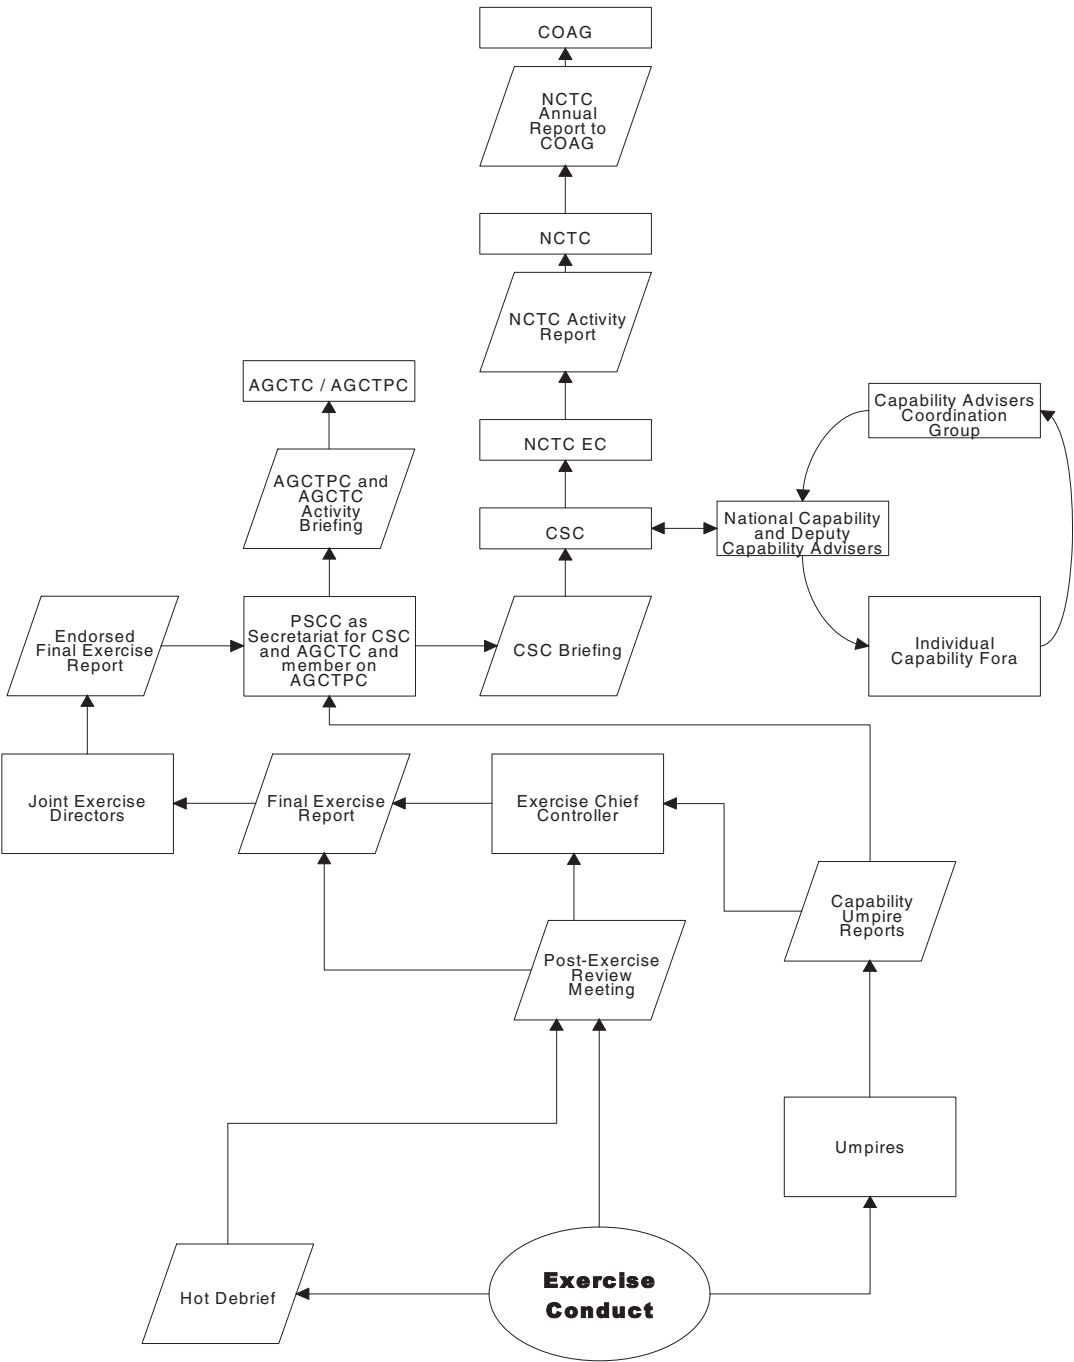 COAG
NCTC
Annual
Report to
COAG
NCTC
NCTC Activity
Report
AGCTC / AGCTPC
Capability Advisers
Coordination
Group
NCTC EC
AGCTPC and
AGCTC
Activity
Briefing
CSC
National Capability
and Deputy
Capability Advisers
Endorsed
Final Exercise
Report
PSCC as
Secretariat for CSC
and AGCTC and
member on
AGCTPC
CSC Briefing
Individual
Capability Fora
Joint Exercise
Directors
Final Exercise
Report
Exercise Chief
Controller
Capability
Umpire
Reports
Post-Exercise
Review
Meeting
Umpires
Hot Debrief
Exercise
Conduct